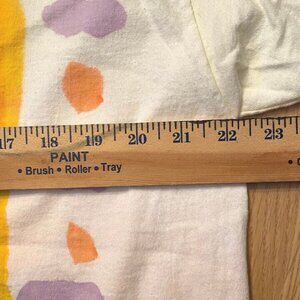 17 18 19 20 21 22 23
PAINT
• Brush • Roller • Tray